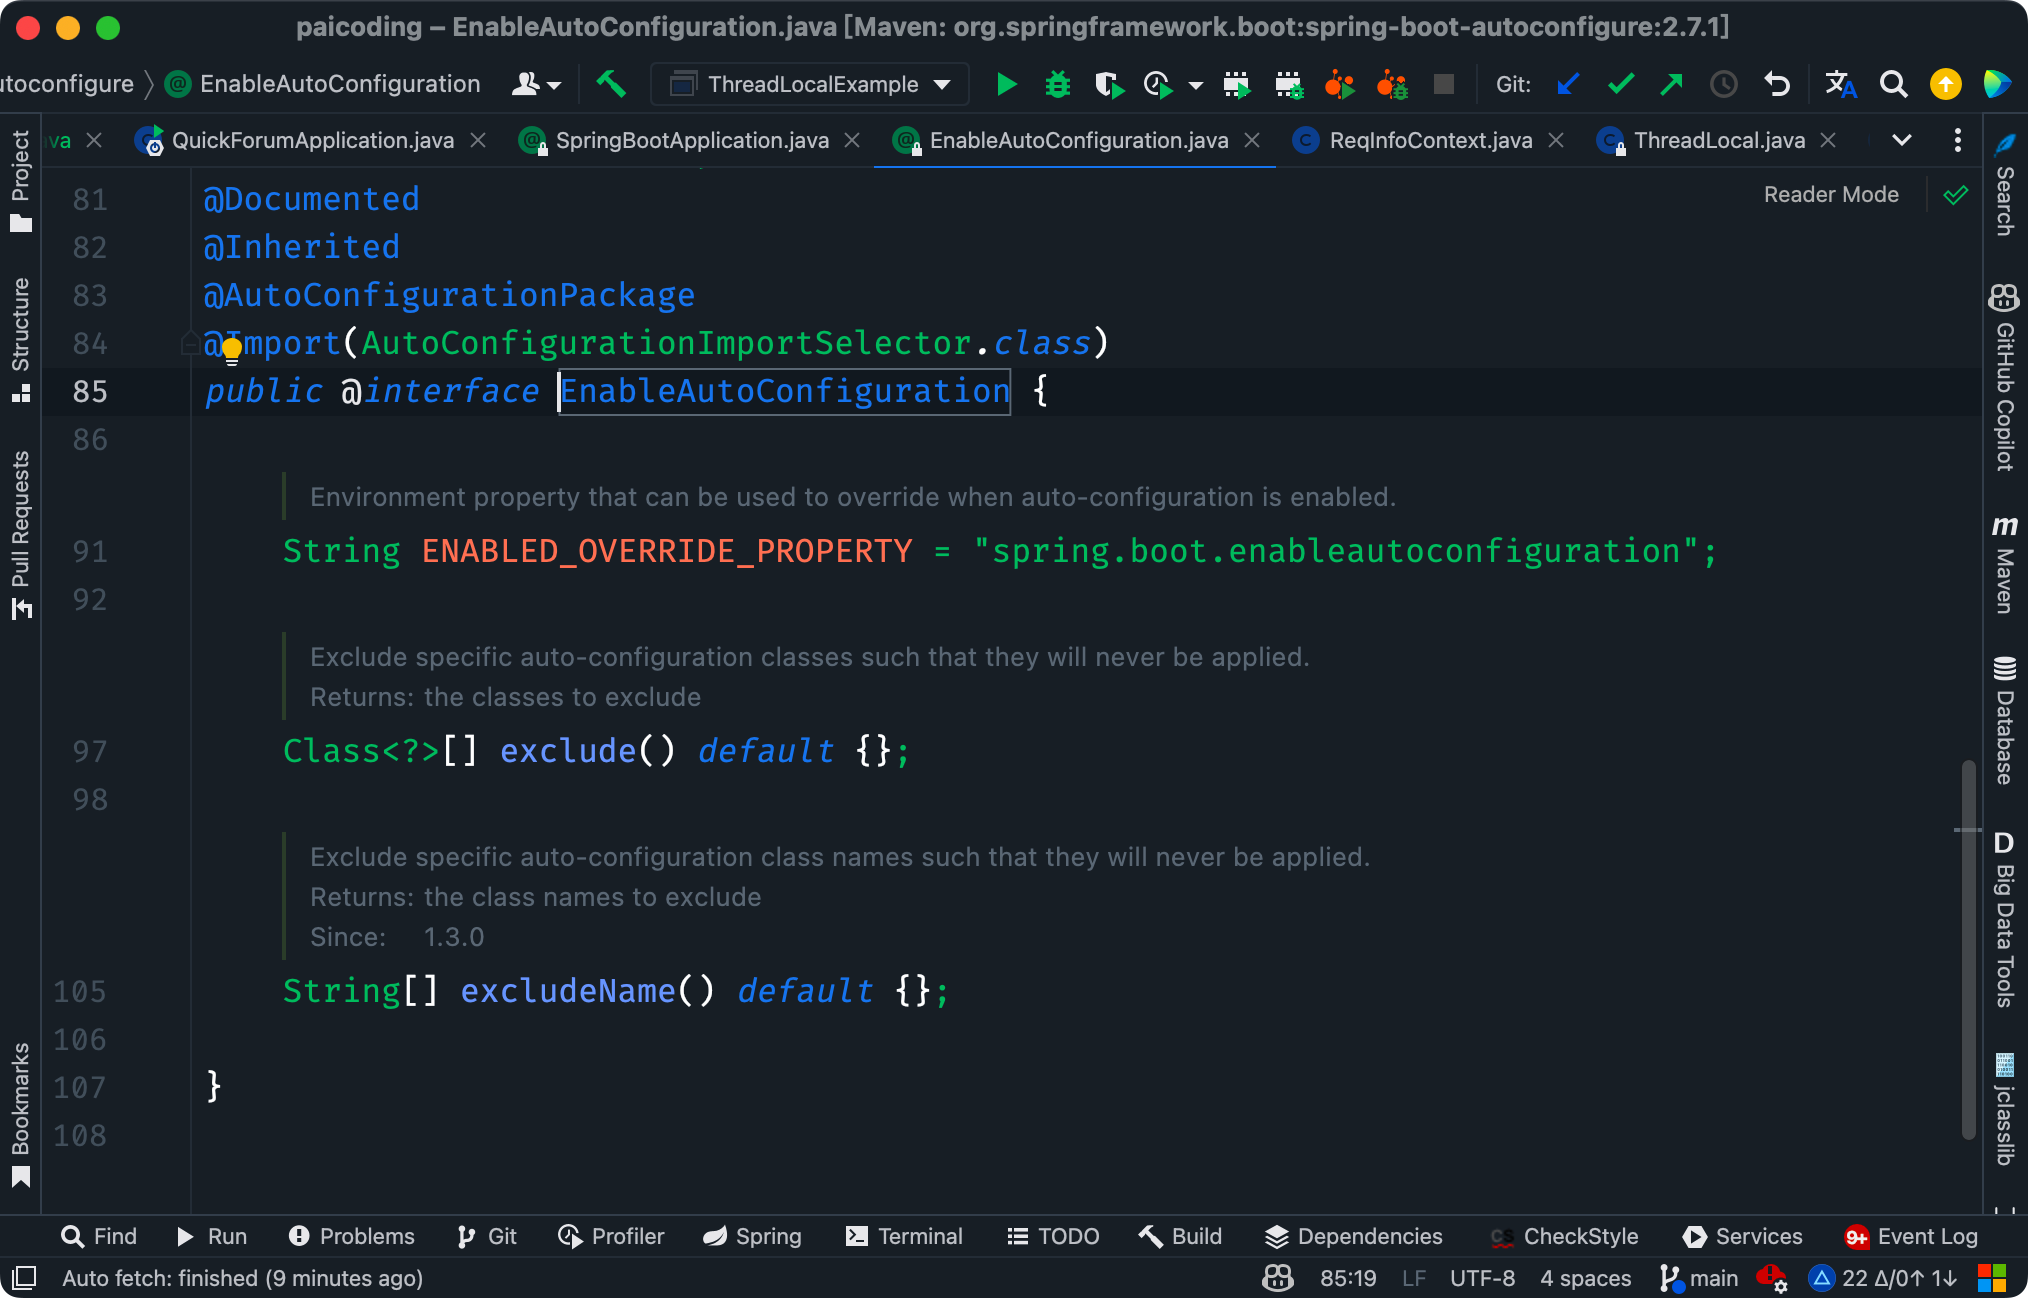 paicoding – EnableAutoConfiguration.java [Maven: org.springframework.boot:spring-boot-autoconfigure:2.7.1]
utoconfigure EnableAutoConfiguration ThreadLocalExample Git:
va QuickForumApplication.java SpringBootApplication.java EnableAutoConfiguration.java ReqInfoContext.java ThreadLocal.java
Project
Structure
Pull Requests
Bookmarks
Reader Mode
81 @Documented
82 @Inherited
83 @AutoConfigurationPackage
84 @Import(AutoConfigurationImportSelector.class)
85 public @interface EnableAutoConfiguration {
86
Environment property that can be used to override when auto-configuration is enabled.
91 String ENABLED_OVERRIDE_PROPERTY = "spring.boot.enableautoconfiguration";
92
Exclude specific auto-configuration classes such that they will never be applied.
Returns: the classes to exclude
97 Class<?>[] exclude() default {};
98
Exclude specific auto-configuration class names such that they will never be applied.
Returns: the class names to exclude
Since: 1.3.0
105 String[] excludeName() default {};
106
107 }
108
Search
GitHub Copilot
m Maven
Database
D Big Data Tools
jclasslib
Find Run Problems Git Profiler Spring Terminal TODO Build Dependencies CS CheckStyle Services 9+ Event Log
Auto fetch: finished (9 minutes ago) 85:19 LF UTF-8 4 spaces main 22 Δ/0↑ 1↓